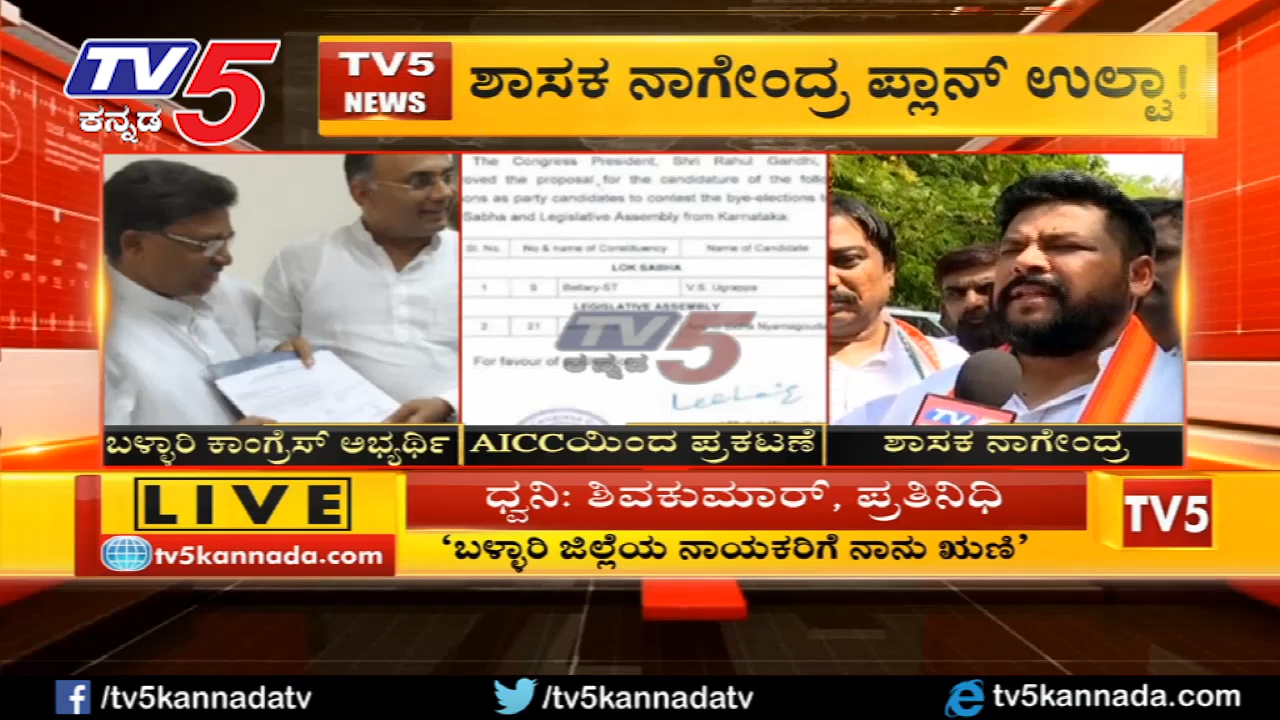 TV5
ಕನ್ನಡ
TV5
NEWS
ಶಾಸಕ ನಾಗೇಂದ್ರ ಪ್ಲಾನ್ ಉಲ್ಟಾ!
The Congress President, Shri Rahul Gandhi,
oved the proposal for the candidature of the follo
ons as party candidates to contest the bye-elections t
Sabha and Legislative Assembly from Karnataka:
Sl. No. No & name of Constituency Name of Candidate
LOK SABHA
1 9 Bellary-ST V.S. Ugrappa
LEGISLATIVE ASSEMBLY
2 21 Nyamagouda
TV5
ಕನ್ನಡ
For favour of
TV5
ಬಳ್ಳಾರಿ ಕಾಂಗ್ರೆಸ್ ಅಭ್ಯರ್ಥಿ
AICCಯಿಂದ ಪ್ರಕಟಣೆ
ಶಾಸಕ ನಾಗೇಂದ್ರ
LIVE
tv5kannada.com
ಧ್ವನಿ: ಶಿವಕುಮಾರ್, ಪ್ರತಿನಿಧಿ
'ಬಳ್ಳಾರಿ ಜಿಲ್ಲೆಯ ನಾಯಕರಿಗೆ ನಾನು ಋಣಿ'
TV5
/tv5kannadatv
/tv5kannadatv
tv5kannada.com